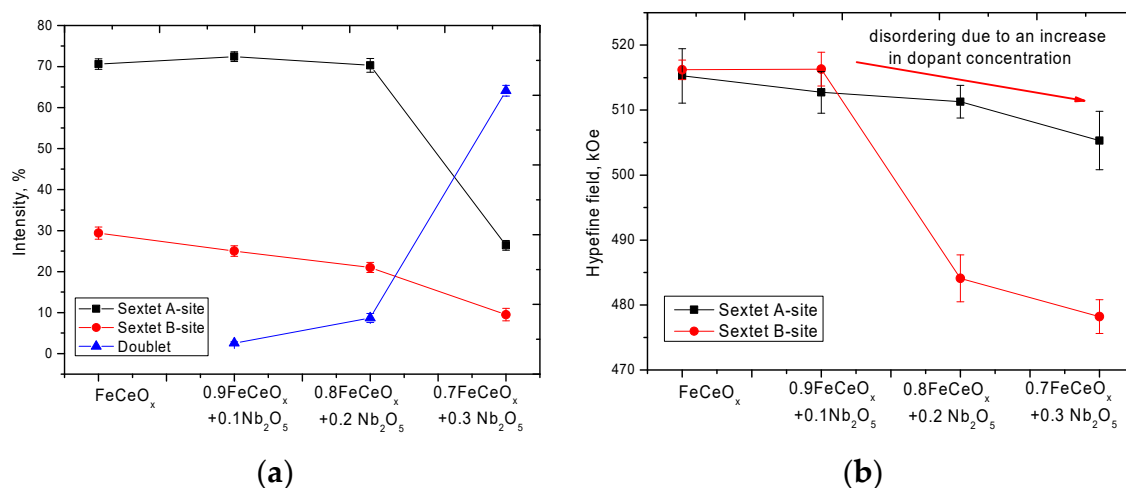 80
70
60
50
40
30
20
10
0
Intensity, %
Sextet A-site
Sextet B-site
Doublet
FeCeOₓ
0.9FeCeOₓ
+0.1Nb₂O₅
0.8FeCeOₓ
+0.2 Nb₂O₅
0.7FeCeOₓ
+0.3 Nb₂O₅
(a)
520
510
500
490
480
470
Hypefine field, kOe
disordering due to an increase
in dopant concentration
Sextet A-site
Sextet B-site
FeCeOₓ
0.9FeCeOₓ
+0.1Nb₂O₅
0.8FeCeOₓ
+0.2 Nb₂O₅
0.7FeCeOₓ
+0.3 Nb₂O₅
(b)